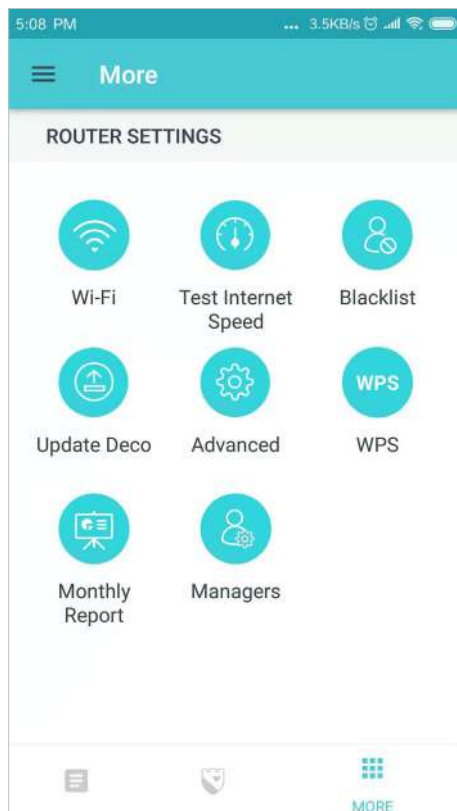 5:08 PM ... 3.5KB/s
More
ROUTER SETTINGS
Wi-Fi
Test Internet
Speed
Blacklist
Update Deco
Advanced
WPS
WPS
Monthly
Report
Managers
MORE